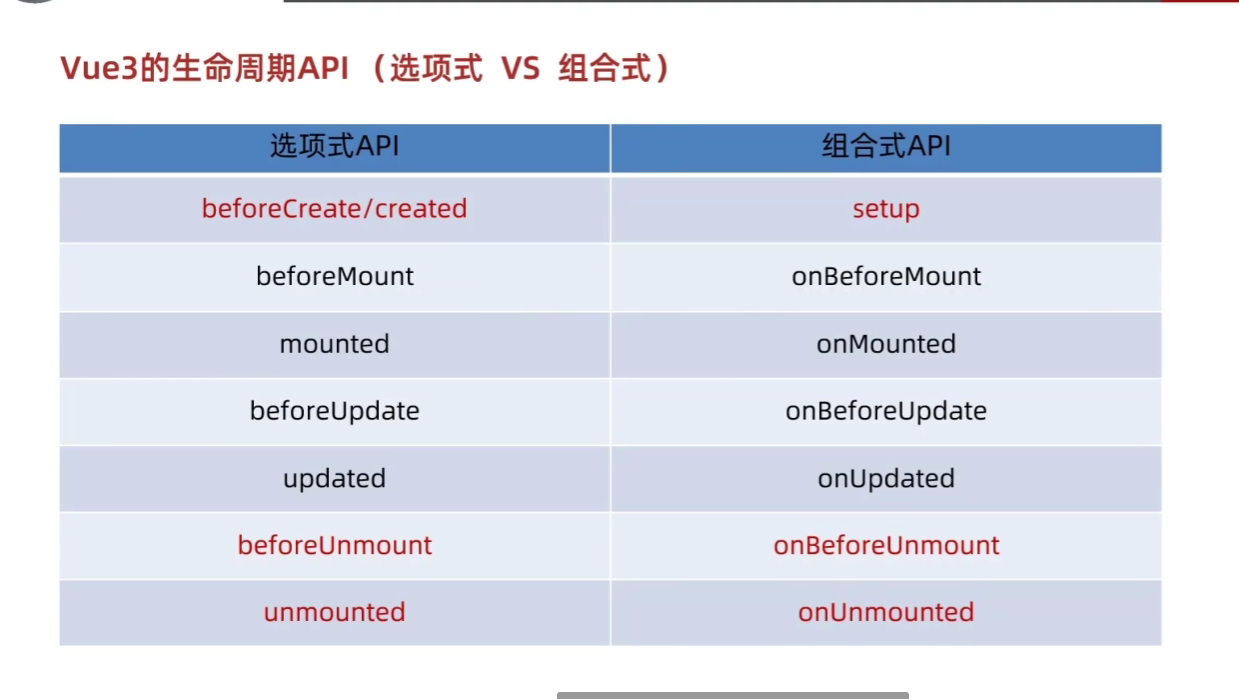 Vue3的生命周期API （选项式 VS 组合式）
选项式API 组合式API
beforeCreate/created setup
beforeMount onBeforeMount
mounted onMounted
beforeUpdate onBeforeUpdate
updated onUpdated
beforeUnmount onBeforeUnmount
unmounted onUnmounted